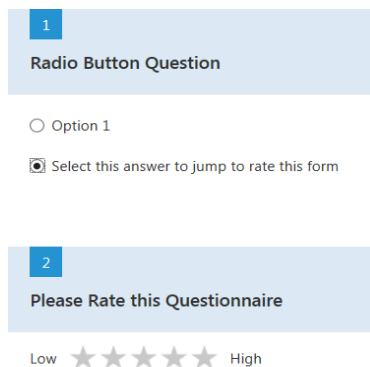 1
Radio Button Question
Option 1
Select this answer to jump to rate this form
2
Please Rate this Questionnaire
Low High